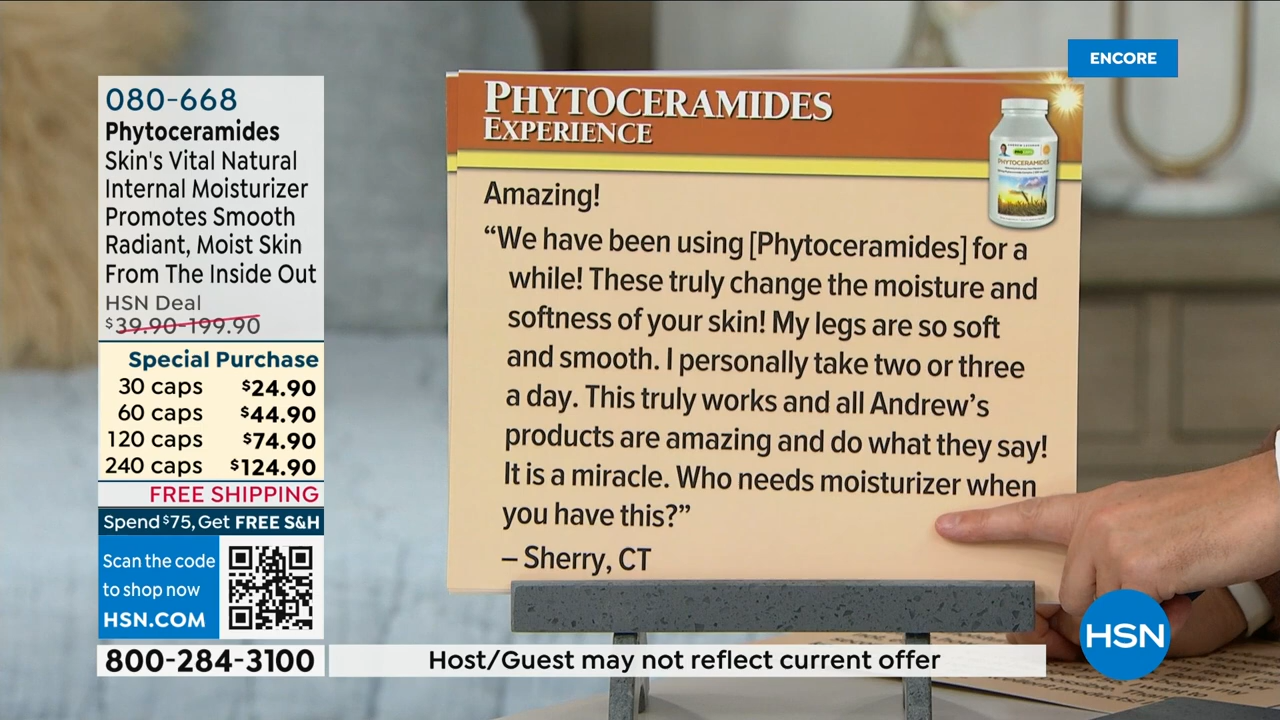 ENCORE
080-668
Phytoceramides
Skin's Vital Natural
Internal Moisturizer
Promotes Smooth
Radiant, Moist Skin
From The Inside Out
HSN Deal
$39.90-199.90
Special Purchase
30 caps $24.90
60 caps $44.90
120 caps $74.90
240 caps $124.90
FREE SHIPPING
Spend $75, Get FREE S&H
Scan the code
to shop now
HSN.COM
800-284-3100
Host/Guest may not reflect current offer
PHYTOCERAMIDES
EXPERIENCE
PHYTOCERAMIDES
Amazing!
“We have been using [Phytoceramides] for a
while! These truly change the moisture and
softness of your skin! My legs are so soft
and smooth. I personally take two or three
a day. This truly works and all Andrew’s
products are amazing and do what they say!
It is a miracle. Who needs moisturizer when
you have this?”
– Sherry, CT
HSN